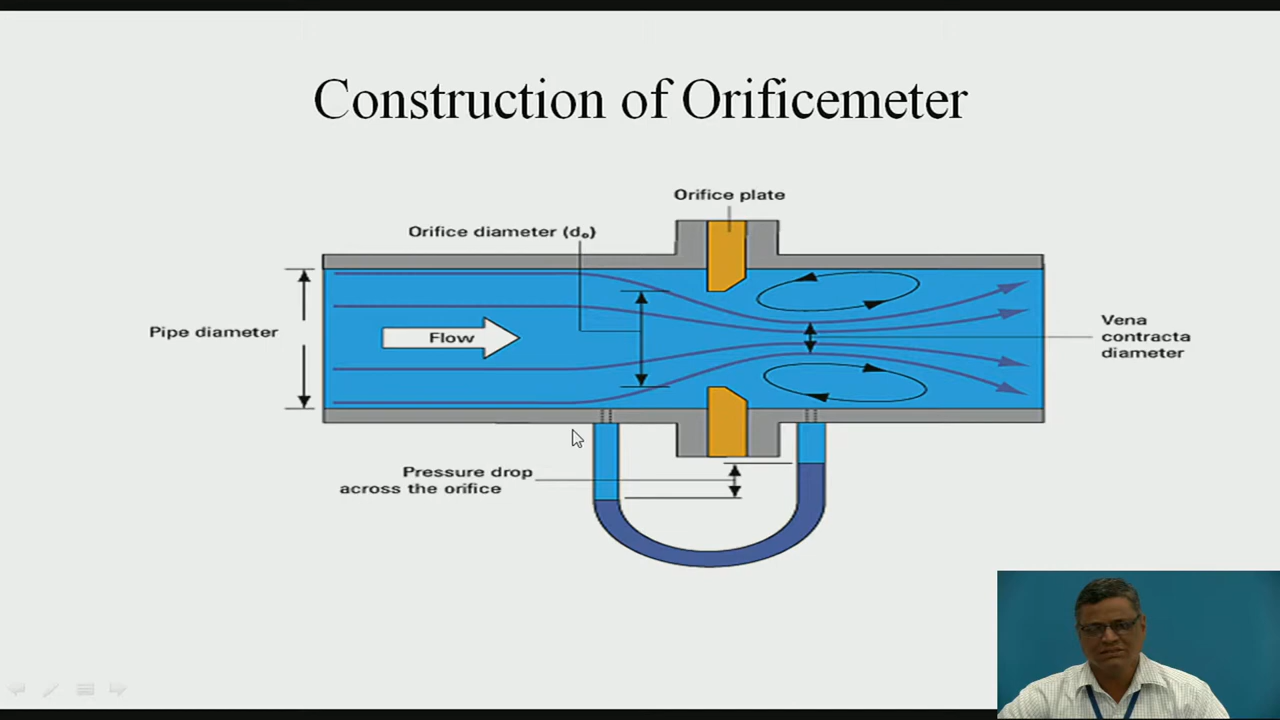 Construction of Orificemeter
Orifice plate
Orifice diameter (dₒ)
Pipe diameter
Flow
Vena
contracta
diameter
Pressure drop
across the orifice